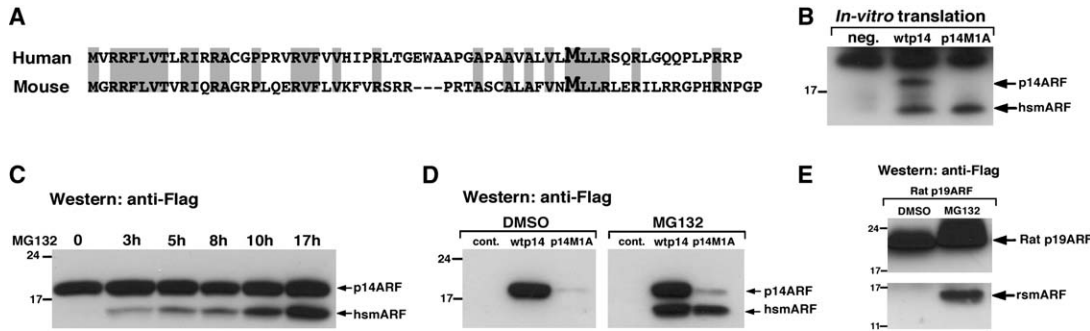 A
Human MVRRFLVTLRIRRACGPPRVRVFVVHIPRLTGEWAAPGAPAAVALVLMLLRSQRLGQQPLPRRP
Mouse MGRRFLVTVRIQRAGRPLQERVFLVKFVRSRR---PRTASCALAFVNMLLRLERILRRGPHRNPGP
B
In-vitro translation
neg. wtp14 p14M1A
p14ARF
17
hsmARF
C
Western: anti-Flag
MG132 0 3h 5h 8h 10h 17h
24
p14ARF
17
hsmARF
D
Western: anti-Flag
DMSO MG132
cont. wtp14 p14M1A cont. wtp14 p14M1A
24
p14ARF
17
hsmARF
E
Western: anti-Flag
Rat p19ARF
DMSO MG132
24
Rat p19ARF
17
17
rsmARF
11